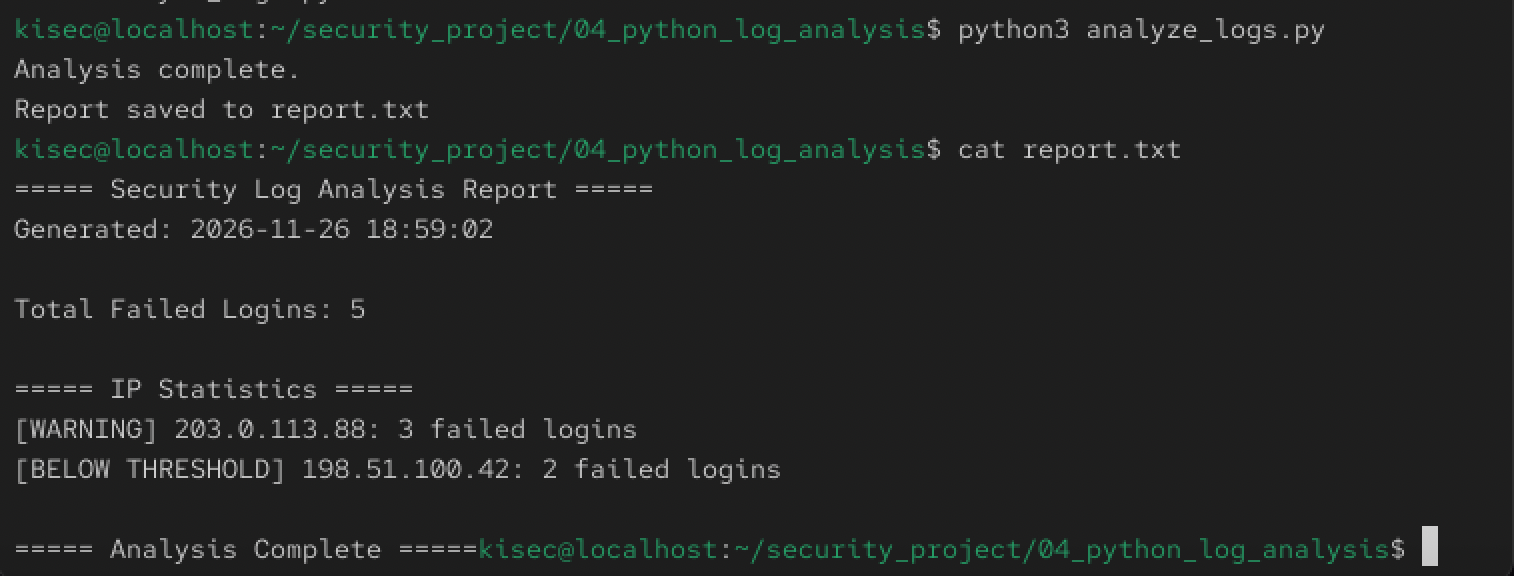 kisec@localhost:~/security_project/04_python_log_analysis$ python3 analyze_logs.py
Analysis complete.
Report saved to report.txt
kisec@localhost:~/security_project/04_python_log_analysis$ cat report.txt
===== Security Log Analysis Report =====
Generated: 2026-11-26 18:59:02
Total Failed Logins: 5
===== IP Statistics =====
[WARNING] 203.0.113.88: 3 failed logins
[BELOW THRESHOLD] 198.51.100.42: 2 failed logins
===== Analysis Complete =====kisec@localhost:~/security_project/04_python_log_analysis$